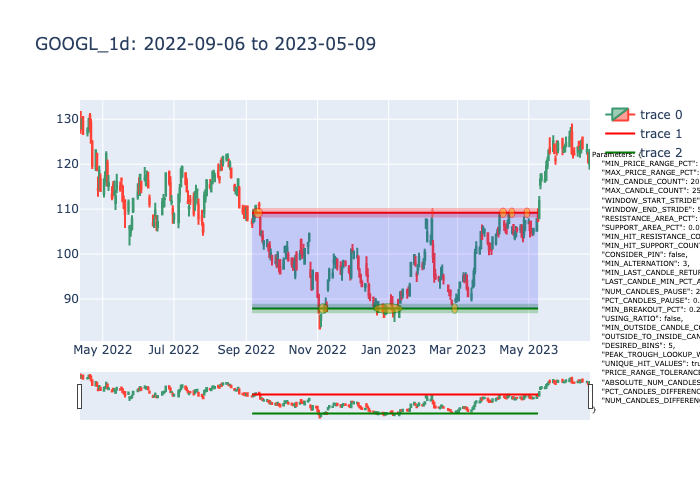 GOOGL_1d: 2022-09-06 to 2023-05-09
130
120
110
100
90
May 2022
Jul 2022
Sep 2022
Nov 2022
Jan 2023
Mar 2023
May 2023
trace 0
trace 1
trace 2
Parameters: {
"MIN_PRICE_RANGE_PCT":
"MAX_PRICE_RANGE_PCT":
"MIN_CANDLE_COUNT": 20
"MAX_CANDLE_COUNT": 25
"WINDOW_START_STRIDE"
"WINDOW_END_STRIDE": 5
"RESISTANCE_AREA_PCT":
"SUPPORT_AREA_PCT": 0.0
"MIN_HIT_RESISTANCE_CO
"MIN_HIT_SUPPORT_COUNT
"CONSIDER_PIN": false,
"MIN_ALTERNATION": 3,
"MIN_LAST_CANDLE_RETUR
"LAST_CANDLE_MIN_PCT_A
"NUM_CANDLES_PAUSE": 2
"PCT_CANDLES_PAUSE": 0.
"MIN_BREAKOUT_PCT": 0.2
"USING_RATIO": false,
"MIN_OUTSIDE_CANDLE_CO
"OUTSIDE_TO_INSIDE_CAN
"DESIRED_BINS": 5,
"PEAK_TROUGH_LOOKUP_W
"UNIQUE_HIT_VALUES": tru
"PRICE_RANGE_TOLERANCE
"ABSOLUTE_NUM_CANDLES
"PCT_CANDLES_DIFFERENC
"NUM_CANDLES_DIFFERENC
}